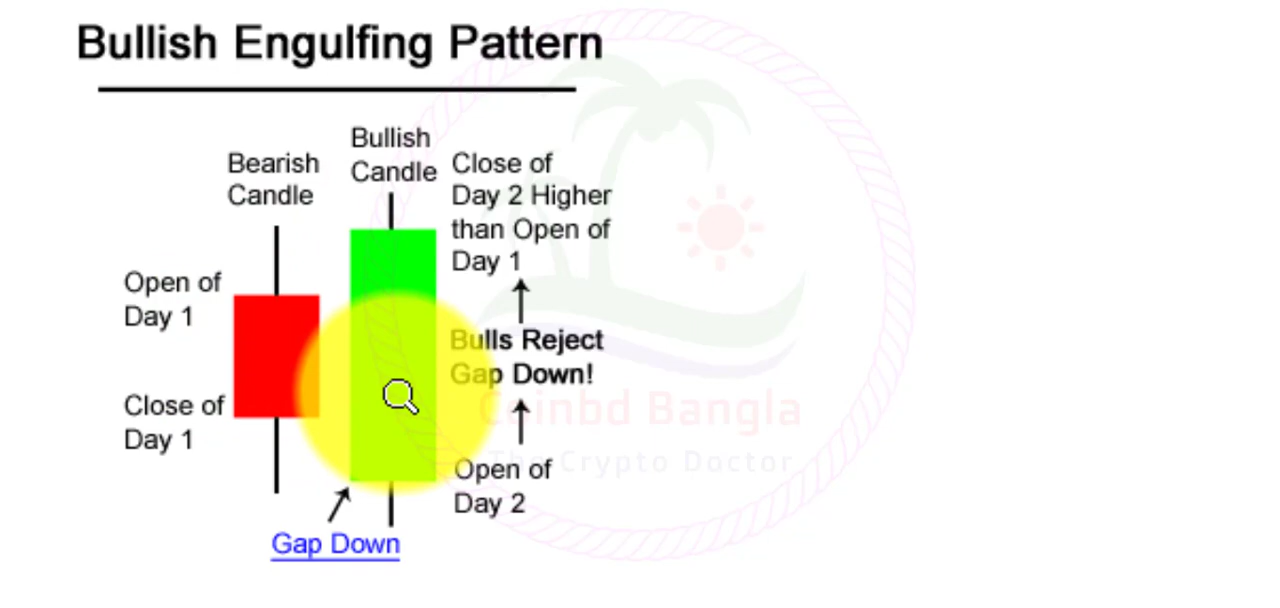 Bullish Engulfing Pattern
Bearish
Candle
Bullish
Candle
Close of
Day 2 Higher
than Open of
Day 1
Open of
Day 1
Bulls Reject
Gap Down!
Close of
Day 1
Open of
Day 2
Gap Down
Coinbd Bangla
The Crypto Doctor